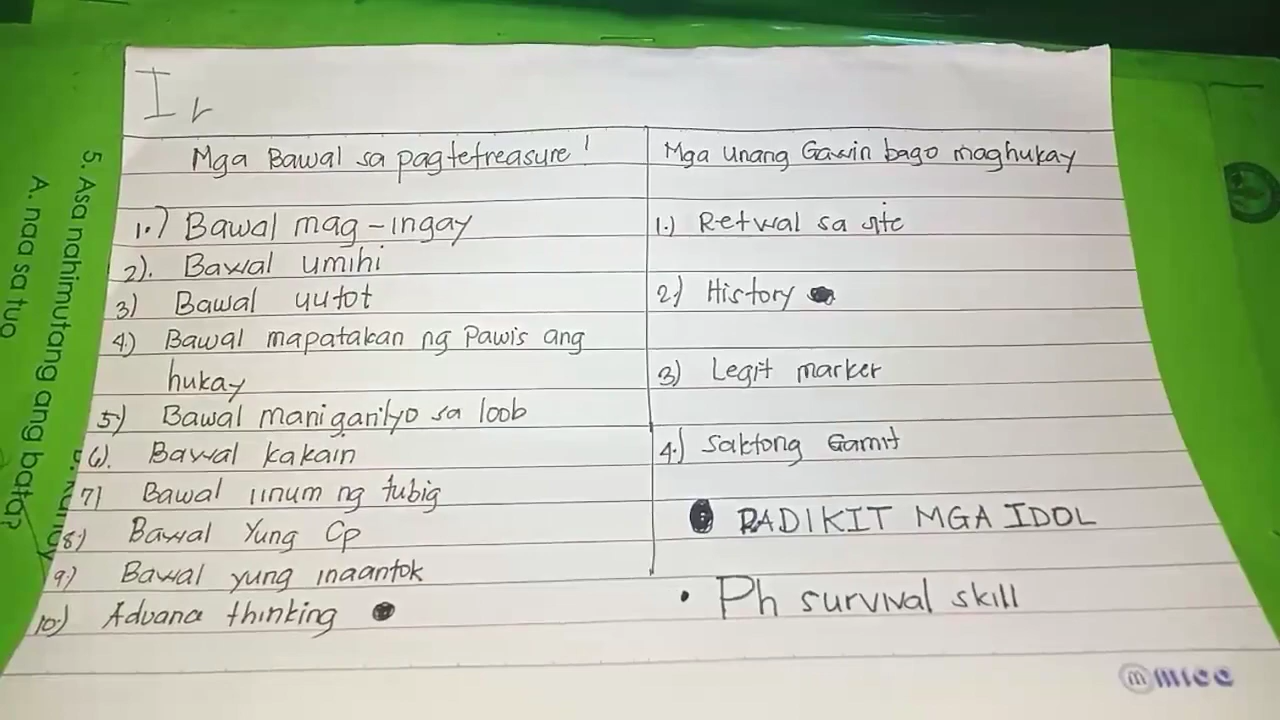 I
Mga Bawal sa pagtetreasure!
1.) Bawal mag-ingay
2). Bawal umihi
3) Bawal uutot
4.) Bawal mapatakan ng Pawis ang
hukay
5.) Bawal manigarilyo sa loob
6). Bawal kakain
7) Bawal iinum ng tubig
8.) Bawal Yung Cp
9.) Bawal yung inaantok
10.) Advanc thinking
Mga Unang Gawin bago maghukay
1.) Retwal sa site
2.) History
3) Legit marker
4.) Saktong Gamit
PADIKIT MGA IDOL
• Ph survival skill
mice
5. Asa nahimutang ang bata?
A. naa sa tuo